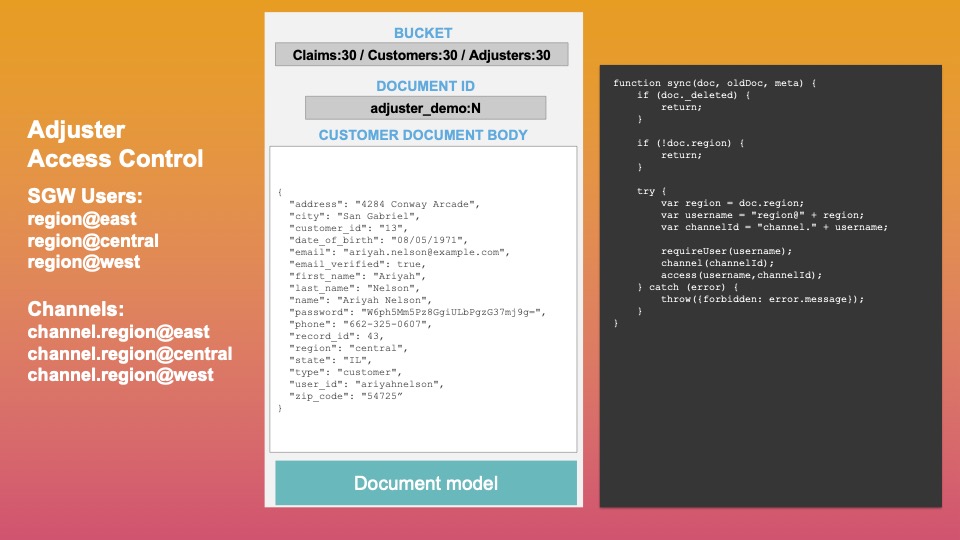 Adjuster
Access Control
SGW Users:
region@east
region@central
region@west
Channels:
channel.region@east
channel.region@central
channel.region@west
BUCKET
Claims:30 / Customers:30 / Adjusters:30
DOCUMENT ID
adjuster_demo:N
CUSTOMER DOCUMENT BODY
{
  "address": "4284 Conway Arcade",
  "city": "San Gabriel",
  "customer_id": "13",
  "date_of_birth": "08/05/1971",
  "email": "ariyah.nelson@example.com",
  "email_verified": true,
  "first_name": "Ariyah",
  "last_name": "Nelson",
  "name": "Ariyah Nelson",
  "password": "W6ph5Mm5Pz8GgiULbPgzG37mj9g=",
  "phone": "662-325-0607",
  "record_id": 43,
  "region": "central",
  "state": "IL",
  "type": "customer",
  "user_id": "ariyahnelson",
  "zip_code": "54725”
}
Document model
function sync(doc, oldDoc, meta) {
    if (doc._deleted) {
        return;
    }
    if (!doc.region) {
        return;
    }
    try {
        var region = doc.region;
        var username = "region@" + region;
        var channelId = "channel." + username;
        requireUser(username);
        channel(channelId);
        access(username,channelId);
    } catch (error) {
        throw({forbidden: error.message});
    }
}